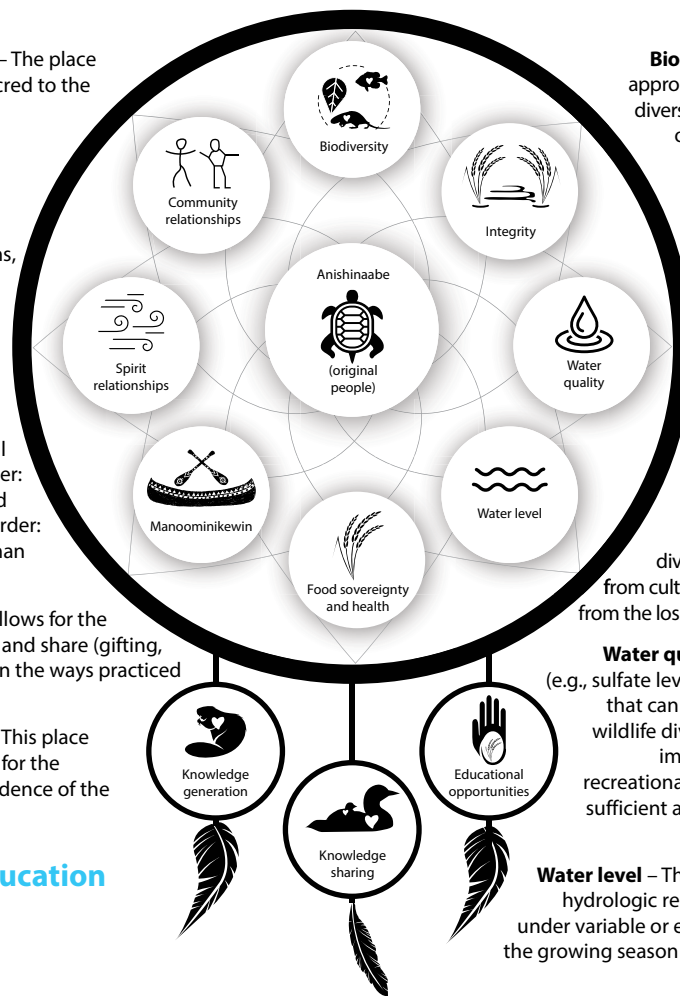 – The place
cred to the
ns,
l
er:
d
rder:
nan
llows for the
and share (gifting,
n the ways practiced
This place
for the
dence of the
ucation
Biodiversity
Community
relationships
Integrity
Anishinaabe
(original
people)
Spirit
relationships
Water
quality
Manoominikewin
Water level
Food sovereignty
and health
Knowledge
generation
Knowledge
sharing
Educational
opportunities
Bio
appro
divers
div
from cult
from the los
Water qu
(e.g., sulfate lev
that can
wildlife div
im
recreationa
sufficient a
Water level – Th
hydrologic re
under variable or e
the growing season